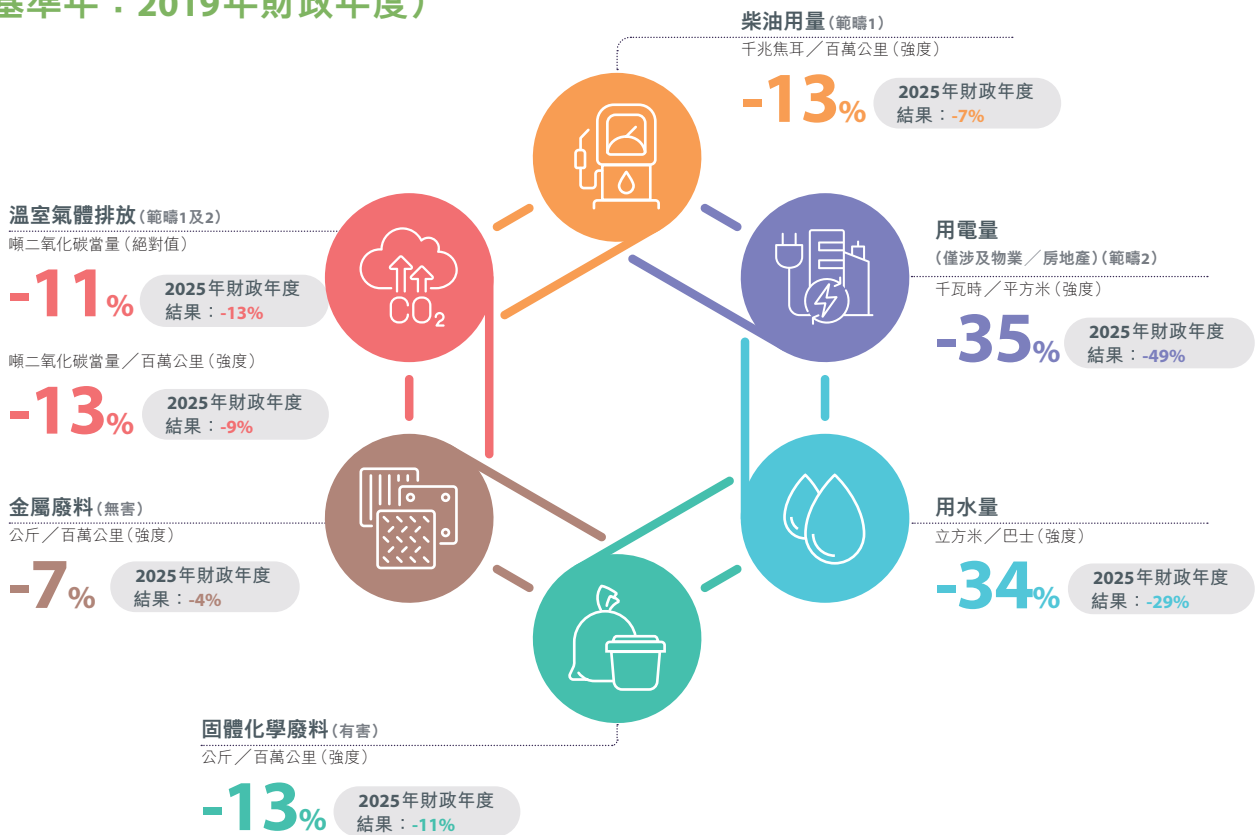 基準年：2019年財政年度）
柴油用量（範疇1）
千兆焦耳／百萬公里（強度）
-13%
2025年財政年度
結果：-7%
溫室氣體排放（範疇1及2）
噸二氧化碳當量（絕對值）
-11%
2025年財政年度
結果：-13%
噸二氧化碳當量／百萬公里（強度）
-13%
2025年財政年度
結果：-9%
CO2
用電量
（僅涉及物業／房地產）（範疇2）
千瓦時／平方米（強度）
-35%
2025年財政年度
結果：-49%
金屬廢料（無害）
公斤／百萬公里（強度）
-7%
2025年財政年度
結果：-4%
用水量
立方米／巴士（強度）
-34%
2025年財政年度
結果：-29%
固體化學廢料（有害）
公斤／百萬公里（強度）
-13%
2025年財政年度
結果：-11%